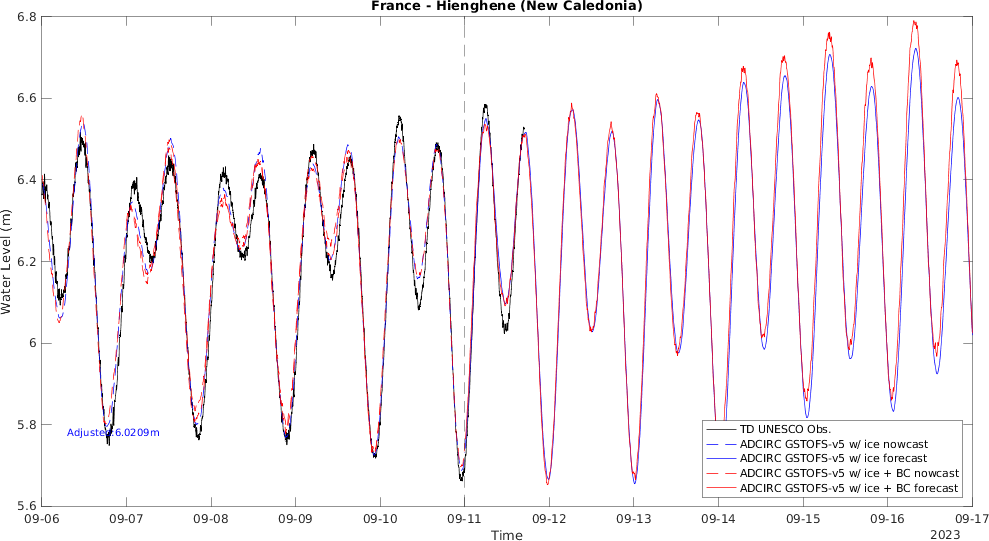 France - Hienghene (New Caledonia)
6.8
6.6
6.4
6.2
6
5.8
5.6
Water Level (m)
Adjusted:6.0209m
TD UNESCO Obs.
ADCIRC GSTOFS-v5 w/ ice nowcast
ADCIRC GSTOFS-v5 w/ ice forecast
ADCIRC GSTOFS-v5 w/ ice + BC nowcast
ADCIRC GSTOFS-v5 w/ ice + BC forecast
09-06 09-07 09-08 09-09 09-10 09-11 09-12 09-13 09-14 09-15 09-16 09-17
Time
2023